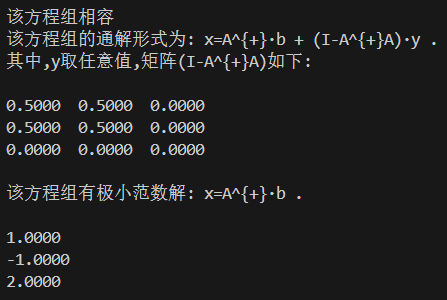 该方程组相容
该方程组的通解形式为: x=A^{+}·b + (I-A^{+}A)·y .
其中,y取任意值,矩阵(I-A^{+}A)如下:
0.5000 0.5000 0.0000
0.5000 0.5000 0.0000
0.0000 0.0000 0.0000
该方程组有极小范数解: x=A^{+}·b .
1.0000
-1.0000
2.0000